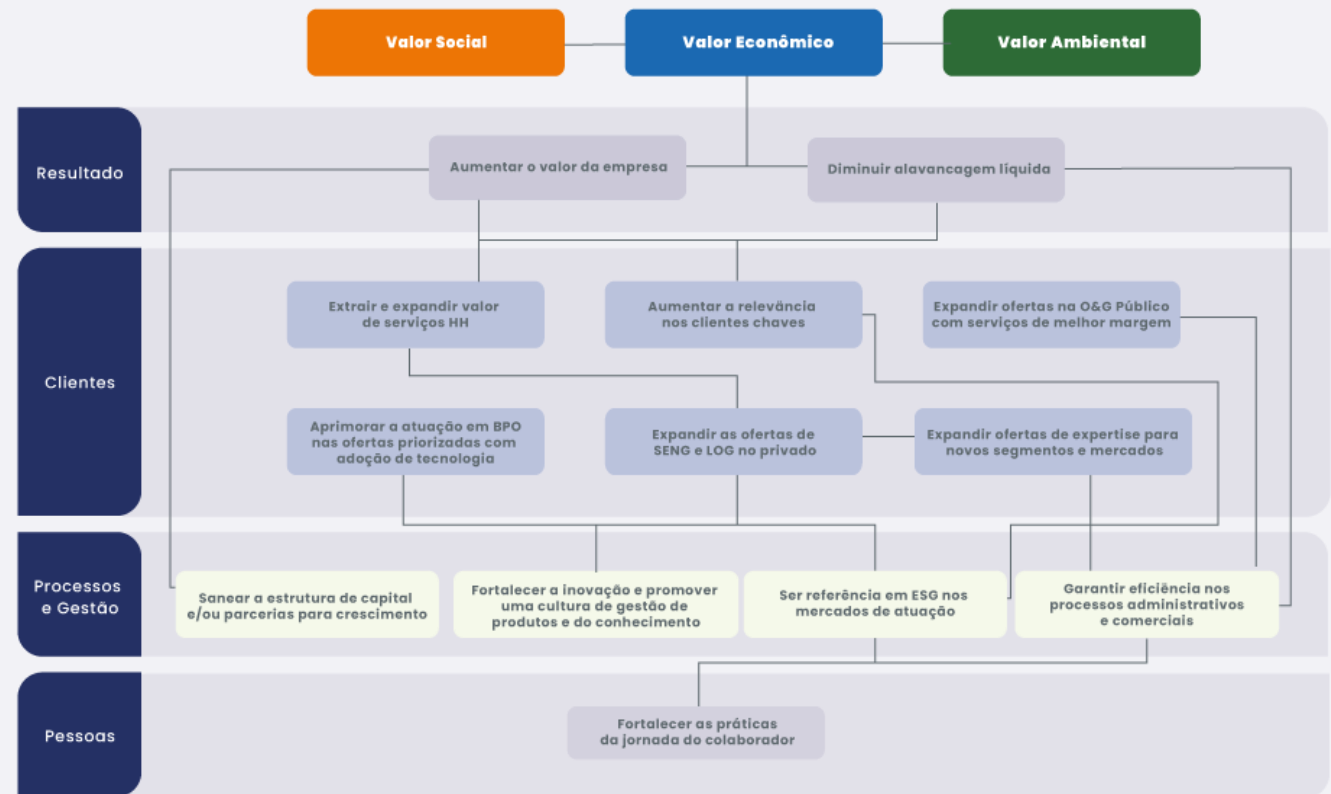 Valor Social
Valor Econômico
Valor Ambiental
Resultado
Aumentar o valor da empresa
Diminuir alavancagem líquida
Clientes
Extrair e expandir valor
de serviços HH
Aumentar a relevância
nos clientes chaves
Expandir ofertas na O&G Público
com serviços de melhor margem
Aprimorar a atuação em BPO
nas ofertas priorizadas com
adoção de tecnologia
Expandir as ofertas de
SENG e LOG no privado
Expandir ofertas de expertise para
novos segmentos e mercados
Processos
e Gestão
Sanear a estrutura de capital
e/ou parcerias para crescimento
Fortalecer a inovação e promover
uma cultura de gestão de
produtos e do conhecimento
Ser referência em ESG nos
mercados de atuação
Garantir eficiência nos
processos administrativos
e comerciais
Pessoas
Fortalecer as práticas
da jornada do colaborador